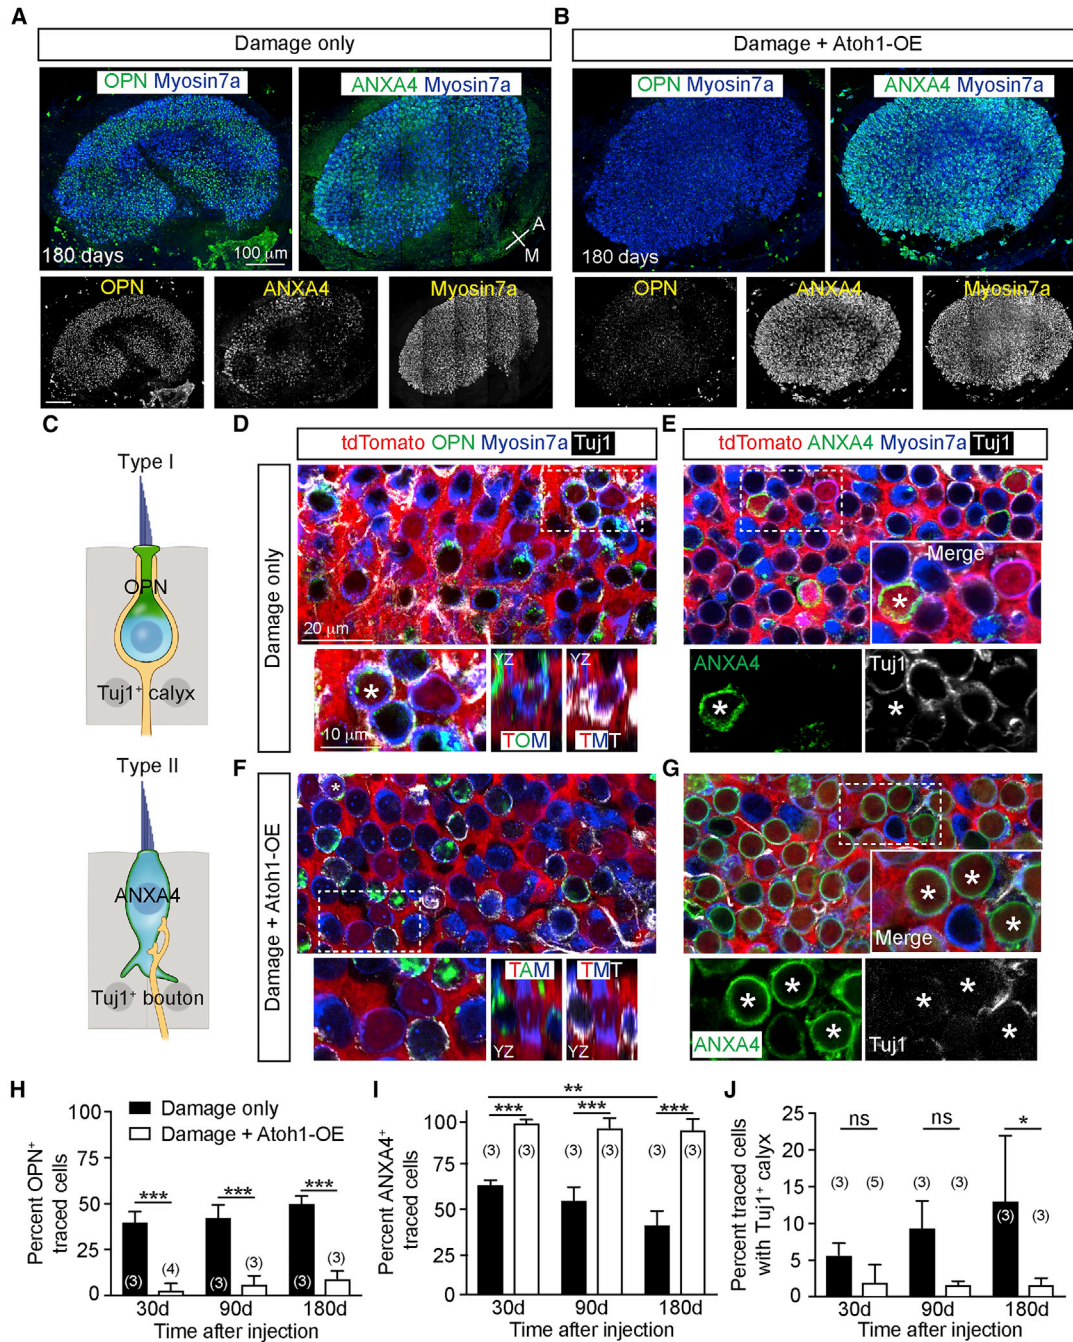 A
Damage only
OPN Myosin7a
ANXA4 Myosin7a
180 days
100 μm
A
M
OPN
ANXA4
Myosin7a
B
Damage + Atoh1-OE
OPN Myosin7a
ANXA4 Myosin7a
180 days
OPN
ANXA4
Myosin7a
C
Type I
OPN
Tuj1+ calyx
Type II
ANXA4
Tuj1+ bouton
D
tdTomato OPN Myosin7a Tuj1
Damage only
20 μm
10 μm
*
YZ
TOM
YZ
TMT
E
tdTomato ANXA4 Myosin7a Tuj1
Merge
*
ANXA4
*
Tuj1
*
F
Damage + Atoh1-OE
*
TAM
YZ
TMT
YZ
G
Merge
* * *
ANXA4
* * *
Tuj1
* * *
H
Damage only
Damage + Atoh1-OE
Percent OPN+
traced cells
100
75
50
25
0
*** *** ***
(3) (4) (3) (3) (3) (3)
30d 90d 180d
Time after injection
I
Percent ANXA4+
traced cells
100
75
50
25
0
**
*** *** ***
(3) (3) (3) (3) (3) (3)
30d 90d 180d
Time after injection
J
Percent traced cells
with Tuj1+ calyx
25
20
15
10
5
0
ns ns *
(3) (5) (3) (3) (3) (3)
30d 90d 180d
Time after injection